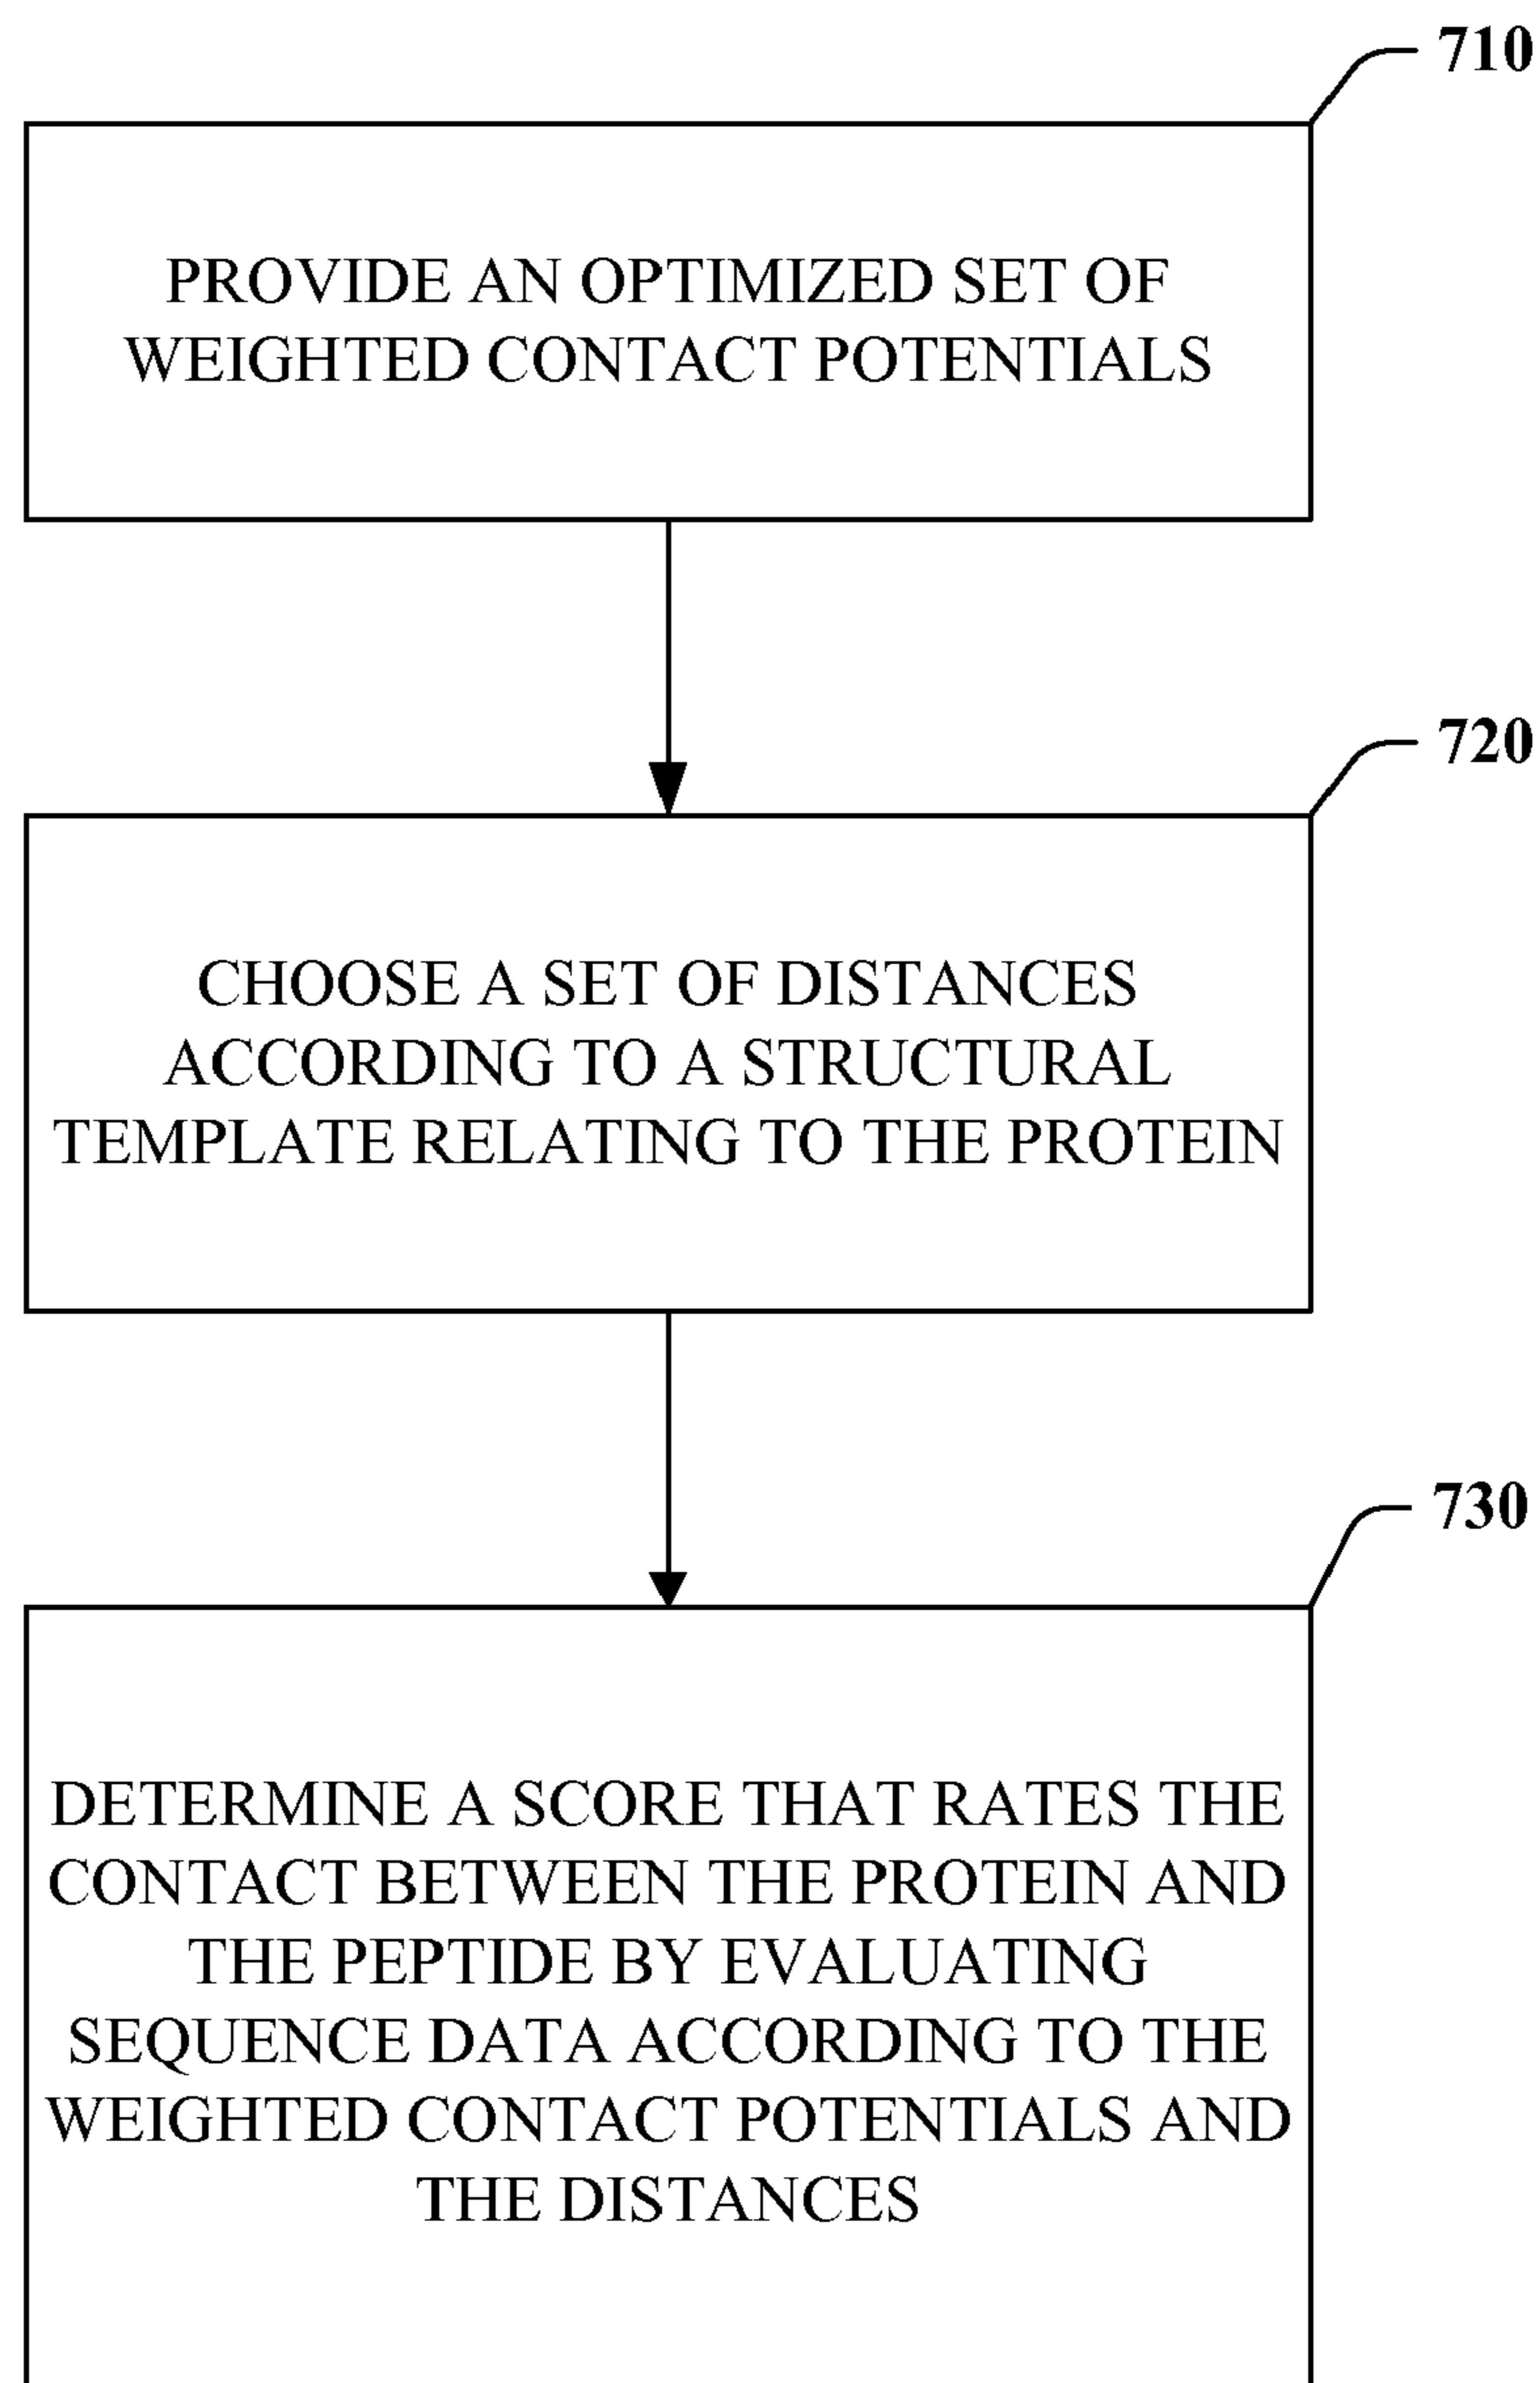 710
PROVIDE AN OPTIMIZED SET OF
WEIGHTED CONTACT POTENTIALS
720
CHOOSE A SET OF DISTANCES
ACCORDING TO A STRUCTURAL
TEMPLATE RELATING TO THE PROTEIN
730
DETERMINE A SCORE THAT RATES THE
CONTACT BETWEEN THE PROTEIN AND
THE PEPTIDE BY EVALUATING
SEQUENCE DATA ACCORDING TO THE
WEIGHTED CONTACT POTENTIALS AND
THE DISTANCES